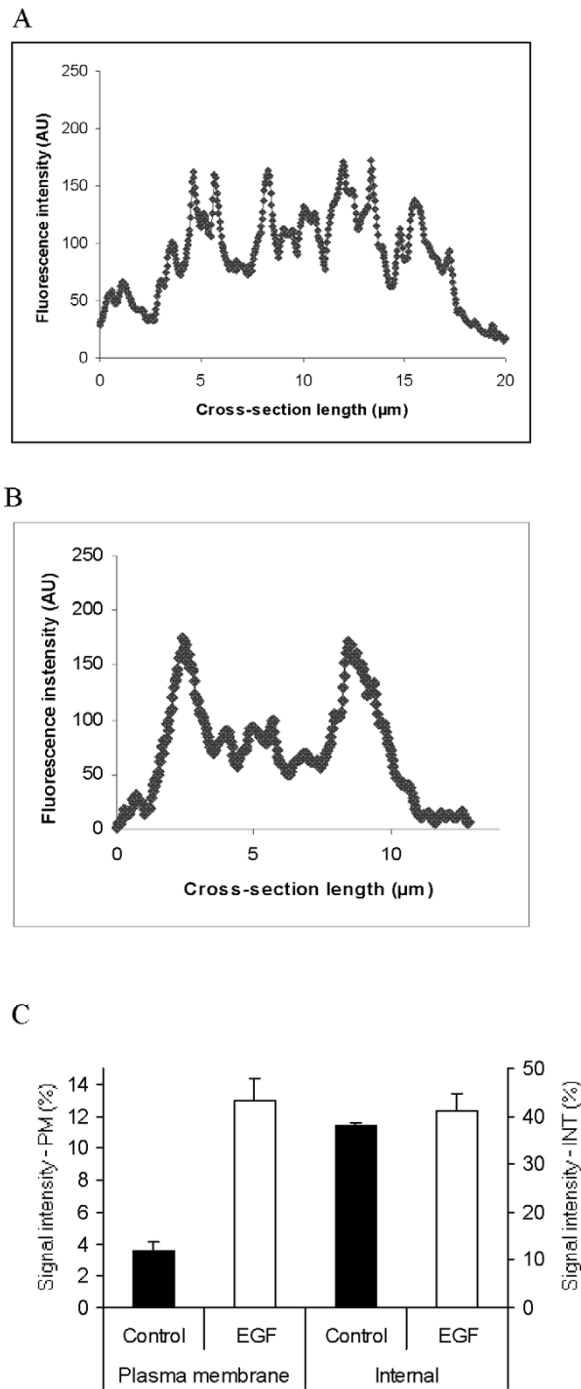 A
250
200
150
100
50
0
Fluorescence intensity (AU)
0 5 10 15 20
Cross-section length (µm)
B
250
200
150
100
50
0
Fluorescence instensity (AU)
0 5 10
Cross-section length (µm)
C
14
12
10
8
6
4
2
0
Signal intensity - PM (%)
50
40
30
20
10
0
Signal intensity - INT (%)
Control EGF Control EGF
Plasma membrane Internal